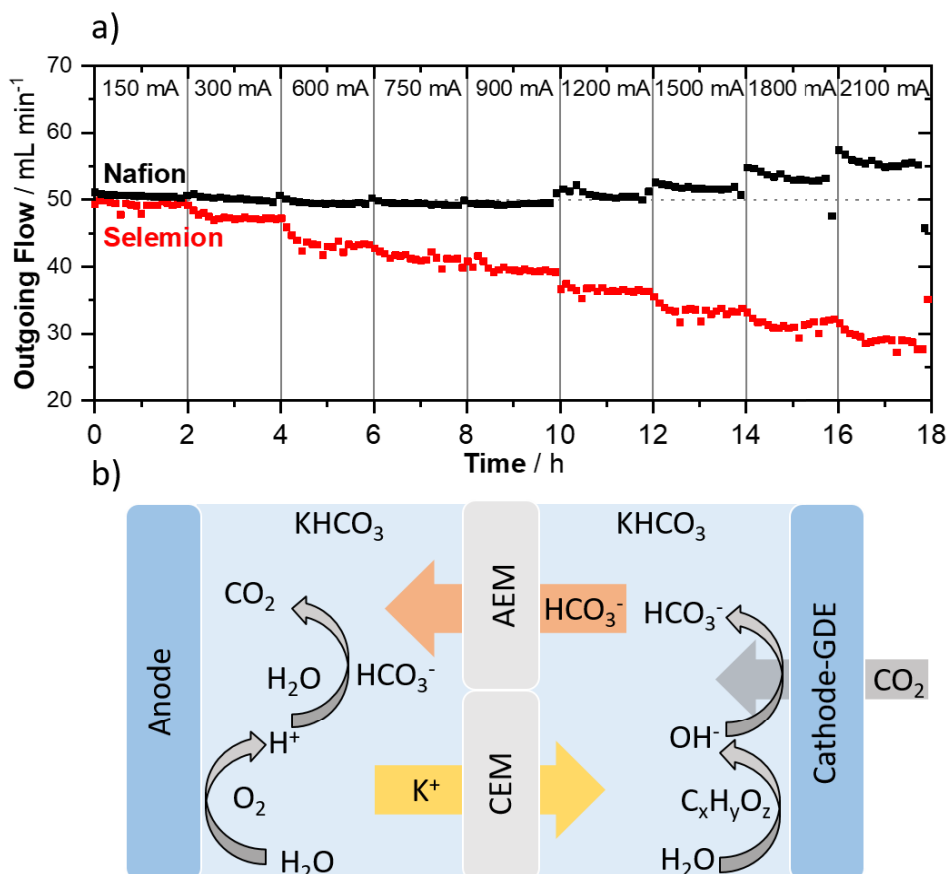 a)
Outgoing Flow / mL min⁻¹
70
60
50
40
30
20
150 mA 300 mA 600 mA 750 mA 900 mA 1200 mA 1500 mA 1800 mA 2100 mA
Nafion
Selemion
0 2 4 6 8 10 12 14 16 18
Time / h
b)
KHCO₃ KHCO₃
Anode
CO₂
H₂O
HCO₃⁻
H⁺
O₂
H₂O
AEM
HCO₃⁻
K⁺
CEM
HCO₃⁻
OH⁻
CₓHᵧO_z
H₂O
Cathode-GDE
CO₂